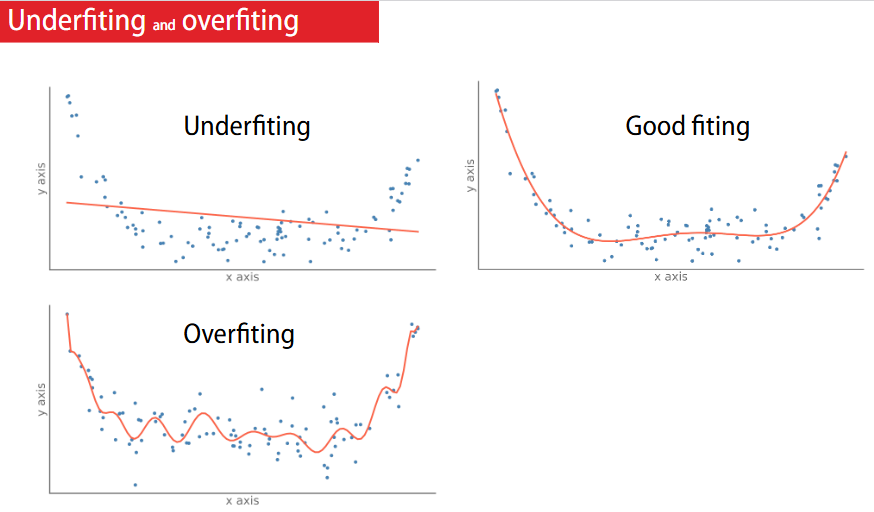 Underfiting and overfiting
Underfiting
y axis
x axis
Good fiting
y axis
x axis
Overfiting
y axis
x axis